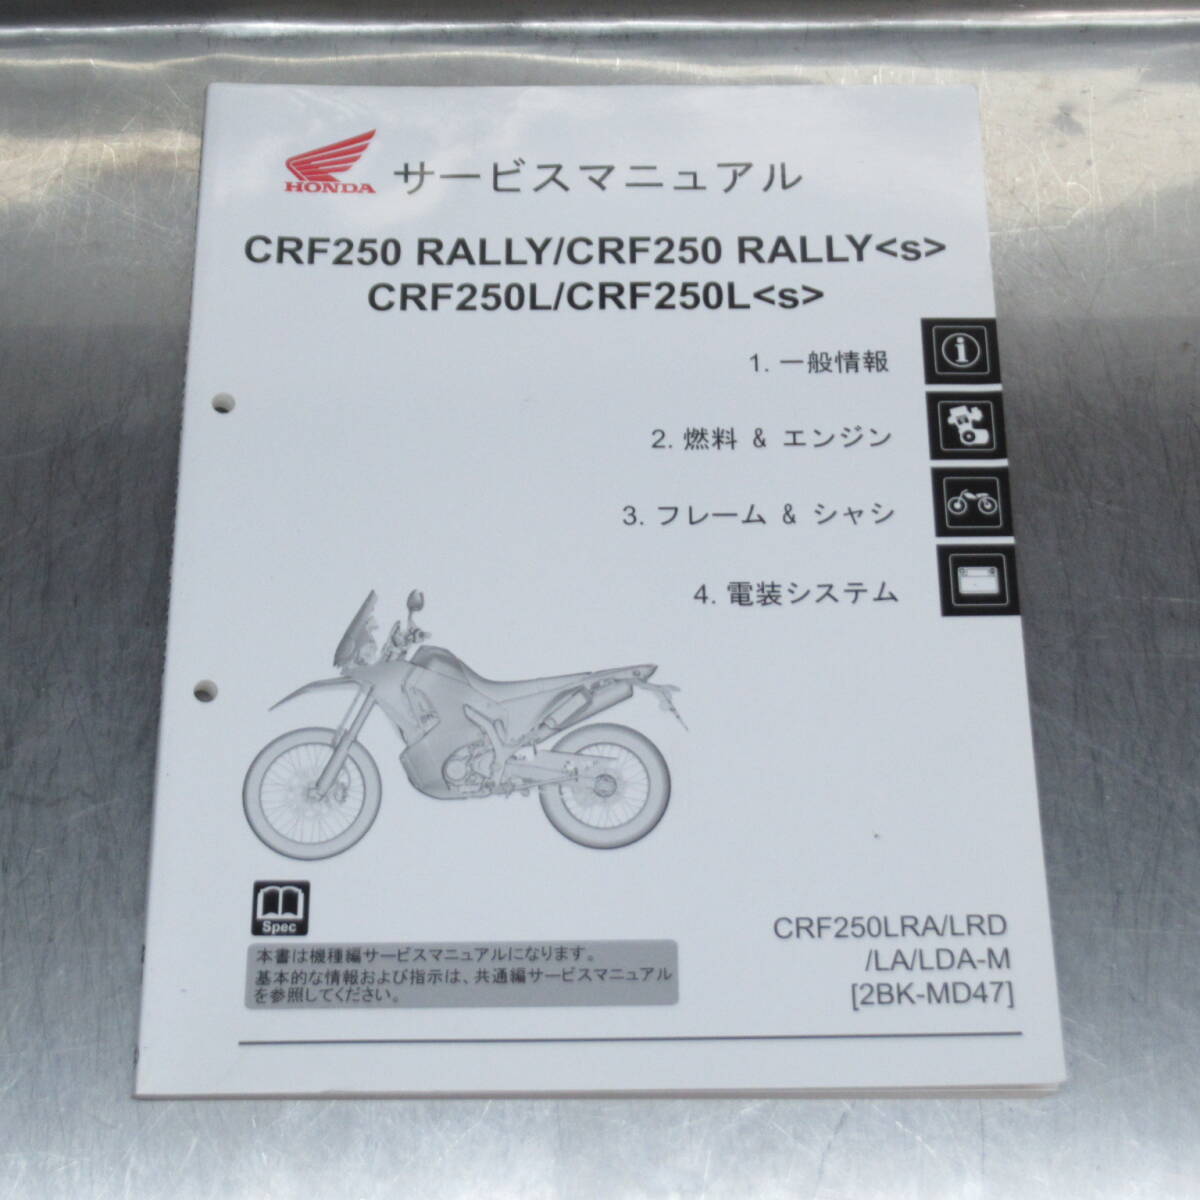 HONDA サービスマニュアル
CRF250 RALLY/CRF250 RALLY<s>
CRF250L/CRF250L<s>
1. 一般情報
2. 燃料 & エンジン
3. フレーム & シャシ
4. 電装システム
Spec
本書は機種編サービスマニュアルになります。
基本的な情報および指示は、共通編サービスマニュアル
を参照してください。
CRF250LRA/LRD
/LA/LDA-M
[2BK-MD47]